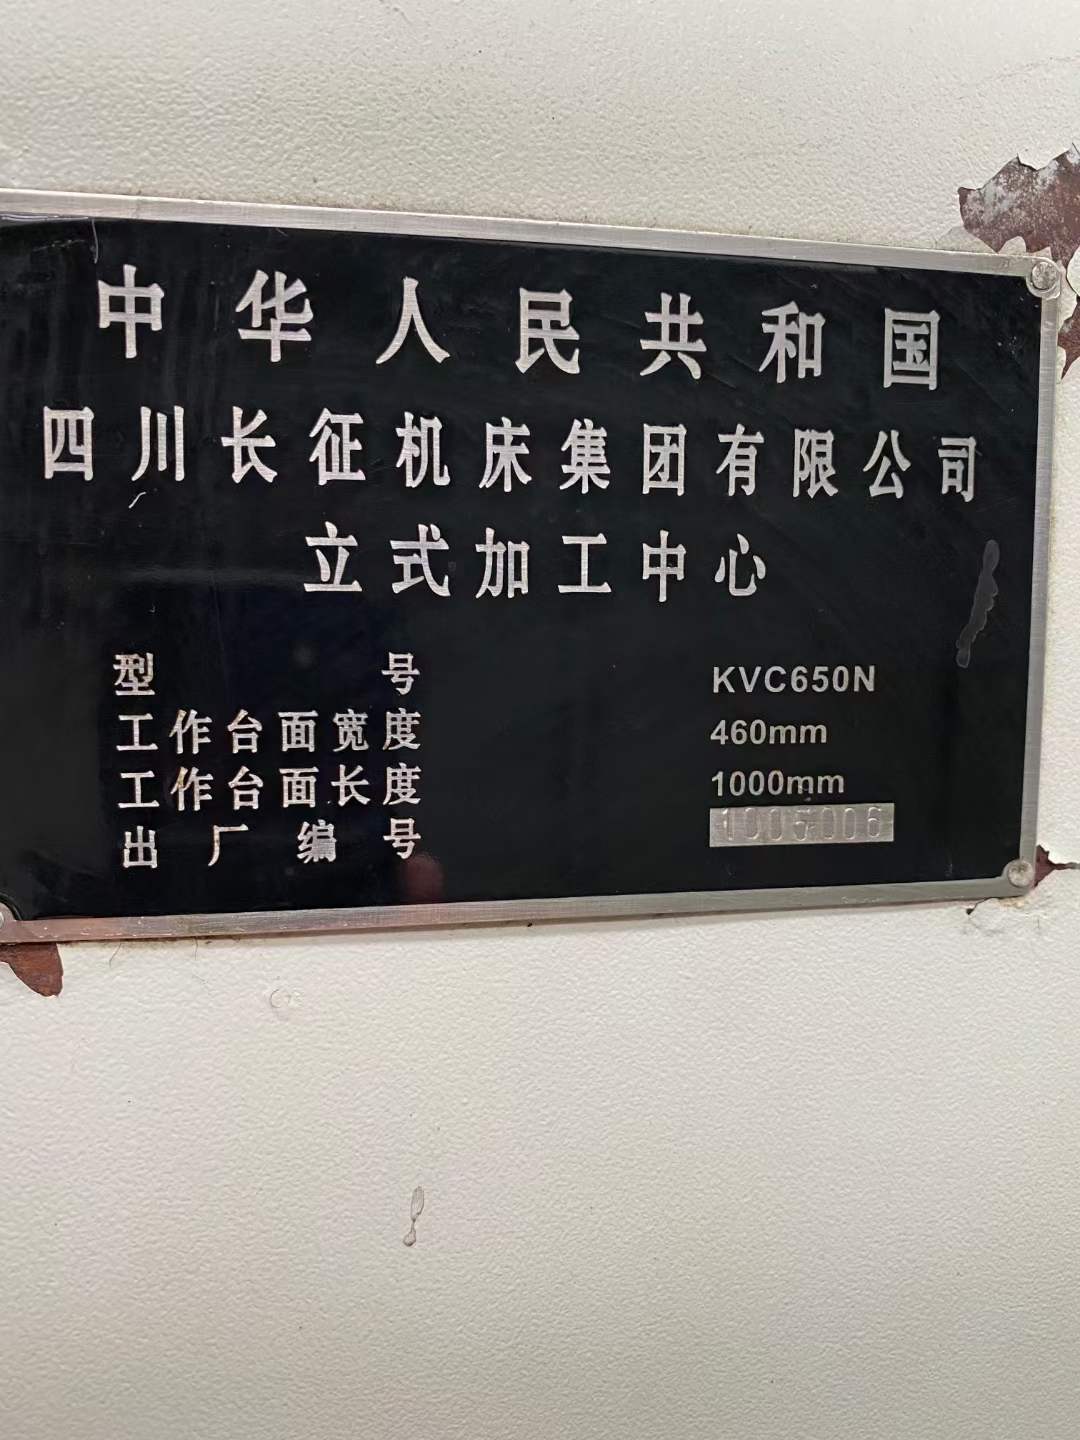 中华人民共和国
四川长征机床集团有限公司
立式加工中心
型号 KVC650N
工作台面宽度 460mm
工作台面长度 1000mm
出厂编号 1005006